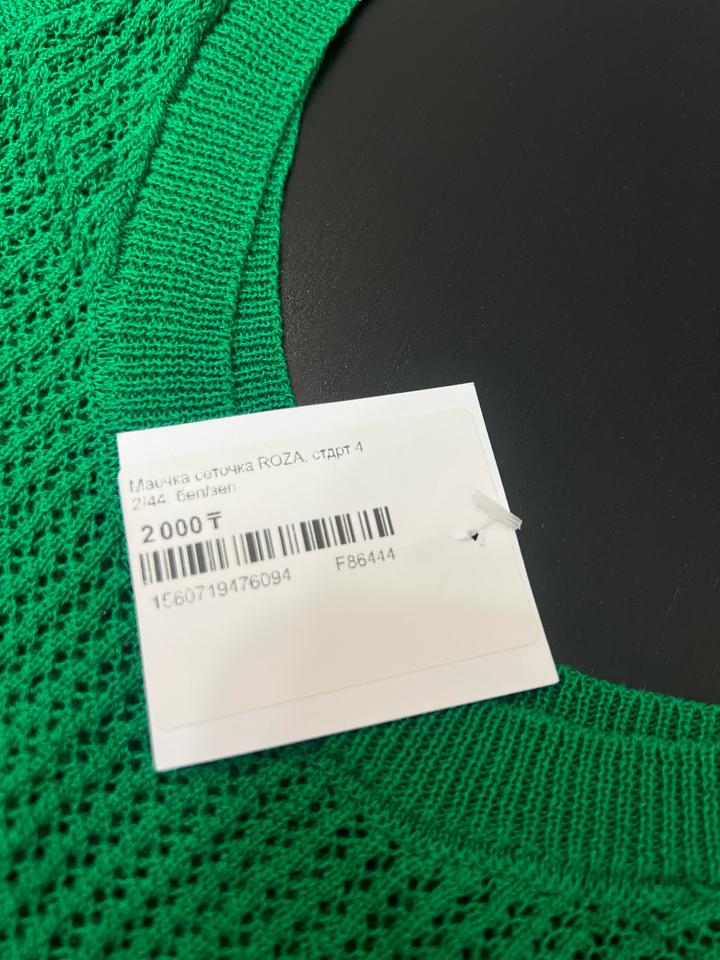 Маечка сеточка ROZA, стдрт 4
2/44, бел/зел
2 000 ₸
1560719476094 F86444